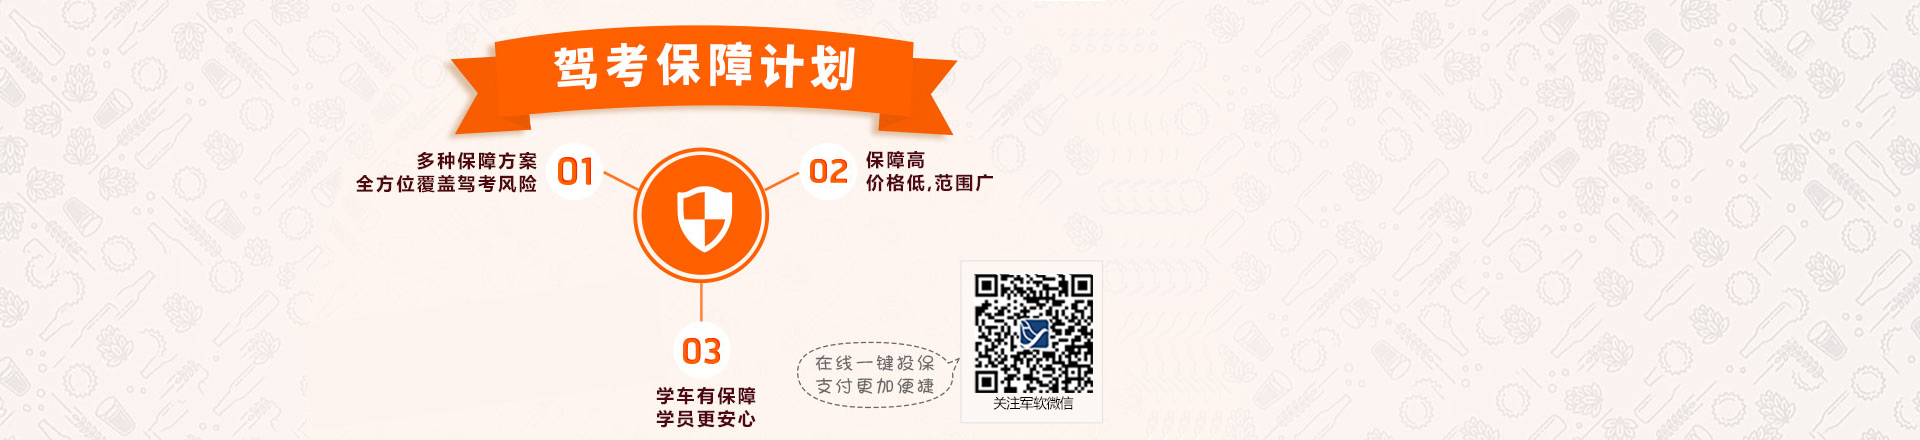 驾考保障计划
多种保障方案
全方位覆盖驾考风险
01
02
保障高
价格低,范围广
03
学车有保障
学员更安心
在线一键投保
支付更加便捷
关注军软微信